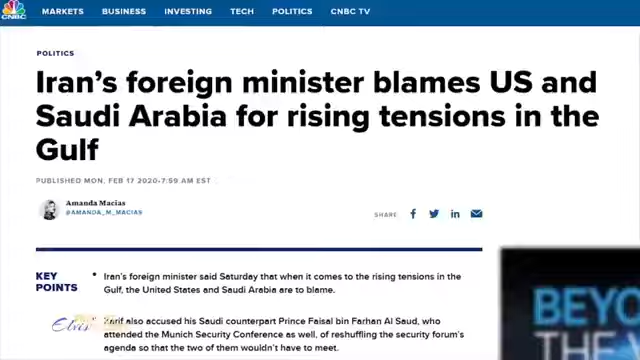 CNBC
MARKETS BUSINESS INVESTING TECH POLITICS CNBC TV
POLITICS
Iran's foreign minister blames US and
Saudi Arabia for rising tensions in the
Gulf
PUBLISHED MON, FEB 17 2020-7:59 AM EST
Amanda Macias
@AMANDA_M_MACIAS
SHARE
KEY
POINTS
• Iran's foreign minister said Saturday that when it comes to the rising tensions in the
Gulf, the United States and Saudi Arabia are to blame.
Zarif also accused his Saudi counterpart Prince Faisal bin Farhan Al Saud, who
attended the Munich Security Conference as well, of reshuffling the security forum's
agenda so that the two of them wouldn't have to meet.
Elvis
BEYO
THE V